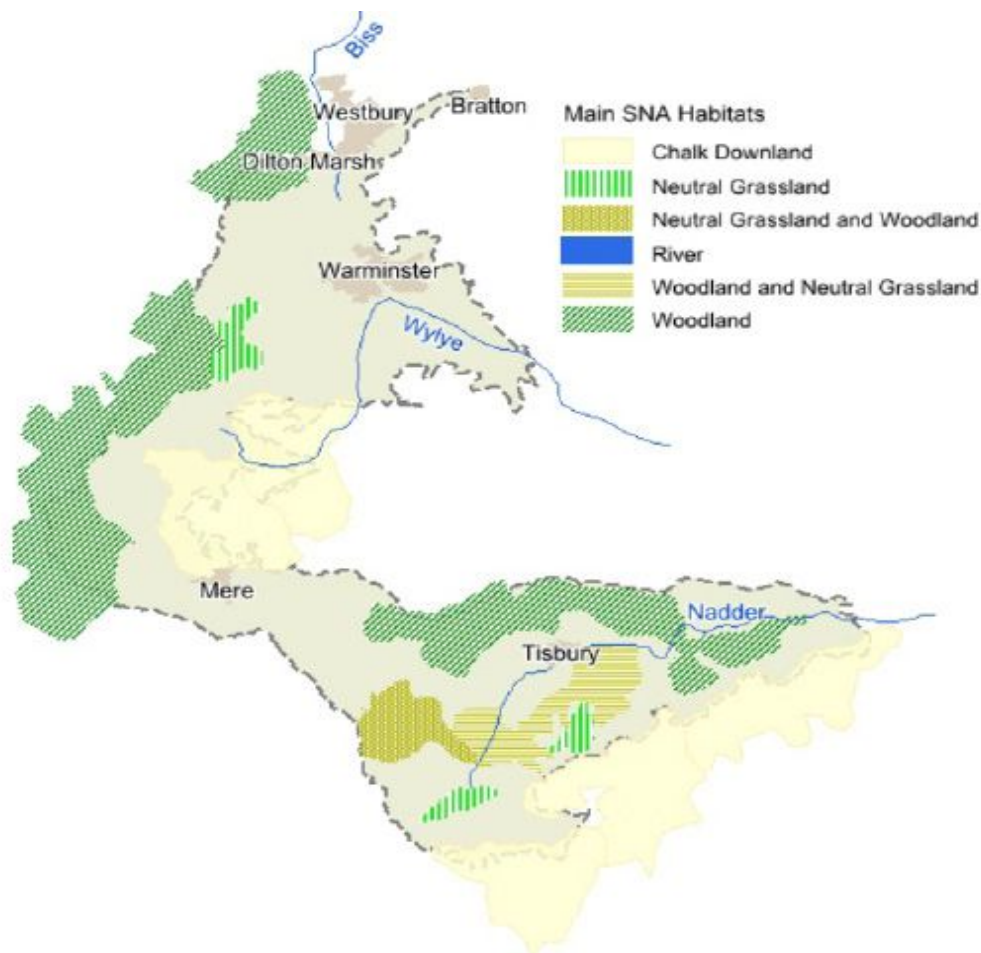 Biss
Westbury
Bratton
Dilton Marsh
Main SNA Habitats
Chalk Downland
Neutral Grassland
Neutral Grassland and Woodland
River
Woodland and Neutral Grassland
Woodland
Warminster
Wylye
Mere
Nadder
Tisbury